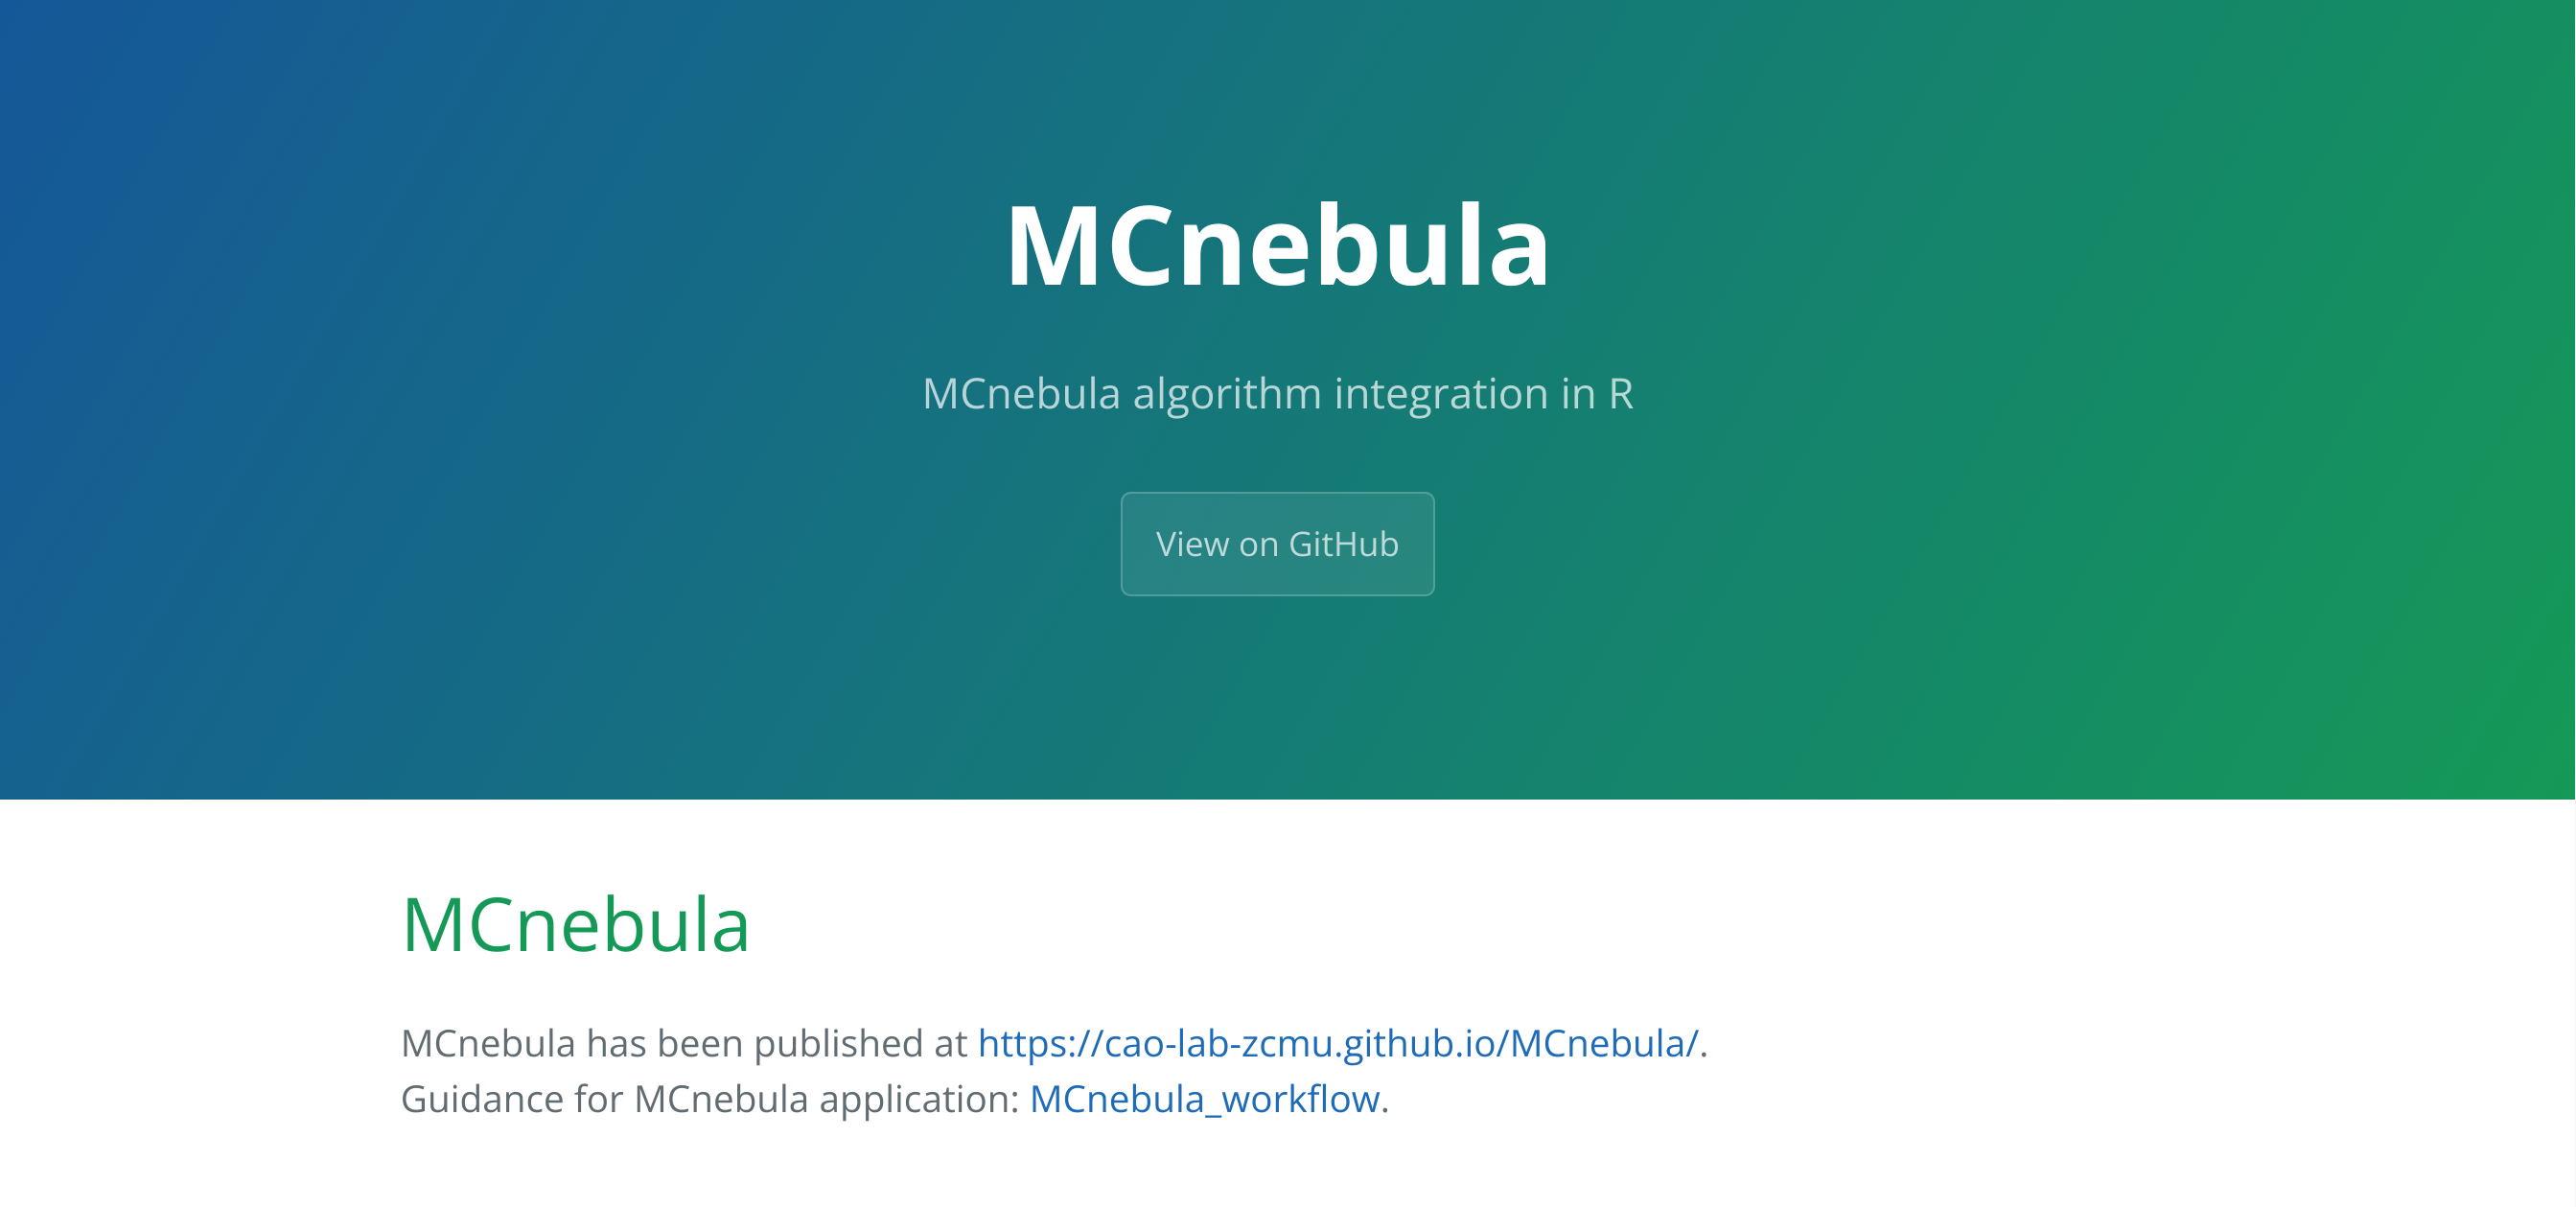 MCnebula
MCnebula algorithm integration in R
View on GitHub
MCnebula
MCnebula has been published at https://cao-lab-zcmu.github.io/MCnebula/.
Guidance for MCnebula application: MCnebula_workflow.